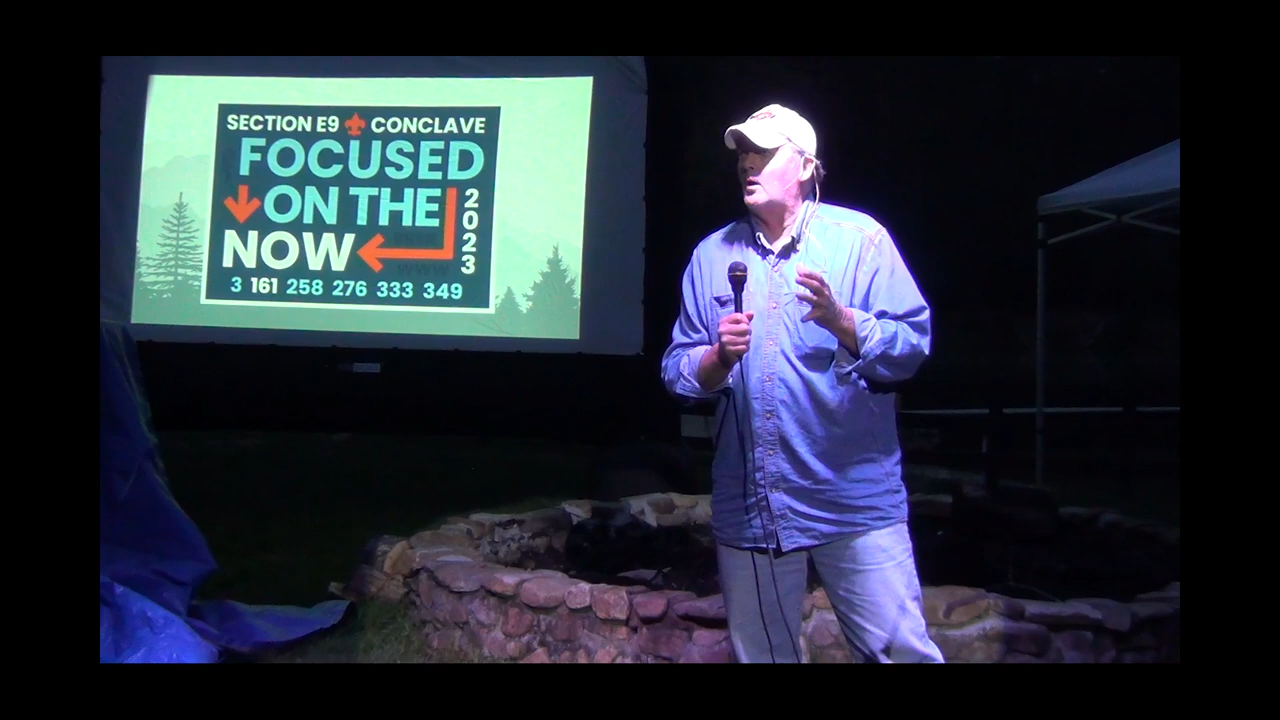 SECTION E9 CONCLAVE
FOCUSED
ON THE
NOW
2023
3 161 258 276 333 349